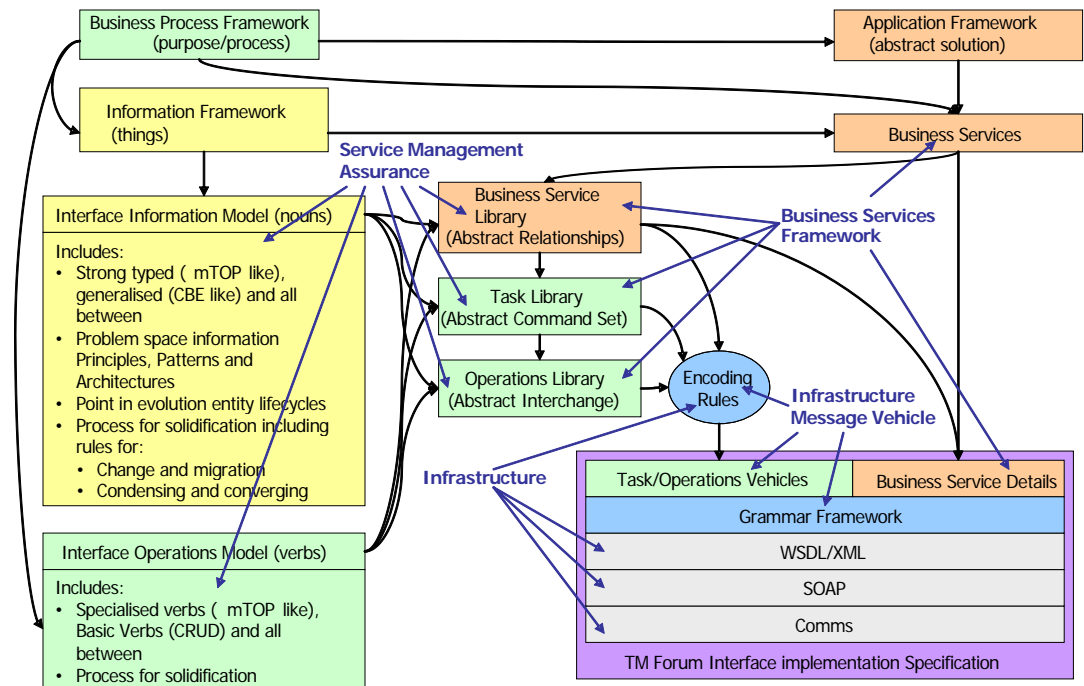 Business Process Framework
(purpose/process)
Application Framework
(abstract solution)
Information Framework
(things)
Business Services
Service Management
Assurance
Business Service
Library
(Abstract Relationships)
Business Services
Framework
Interface Information Model (nouns)
Includes:
• Strong typed ( mTOP like),
generalised (CBE like) and all
between
• Problem space information
Principles, Patterns and
Architectures
• Point in evolution entity lifecycles
• Process for solidification including
rules for:
• Change and migration
• Condensing and converging
Task Library
(Abstract Command Set)
Operations Library
(Abstract Interchange)
Encoding
Rules
Infrastructure
Message Vehicle
Infrastructure
Task/Operations Vehicles
Business Service Details
Grammar Framework
WSDL/XML
SOAP
Comms
TM Forum Interface implementation Specification
Interface Operations Model (verbs)
Includes:
• Specialised verbs ( mTOP like),
Basic Verbs (CRUD) and all
between
• Process for solidification